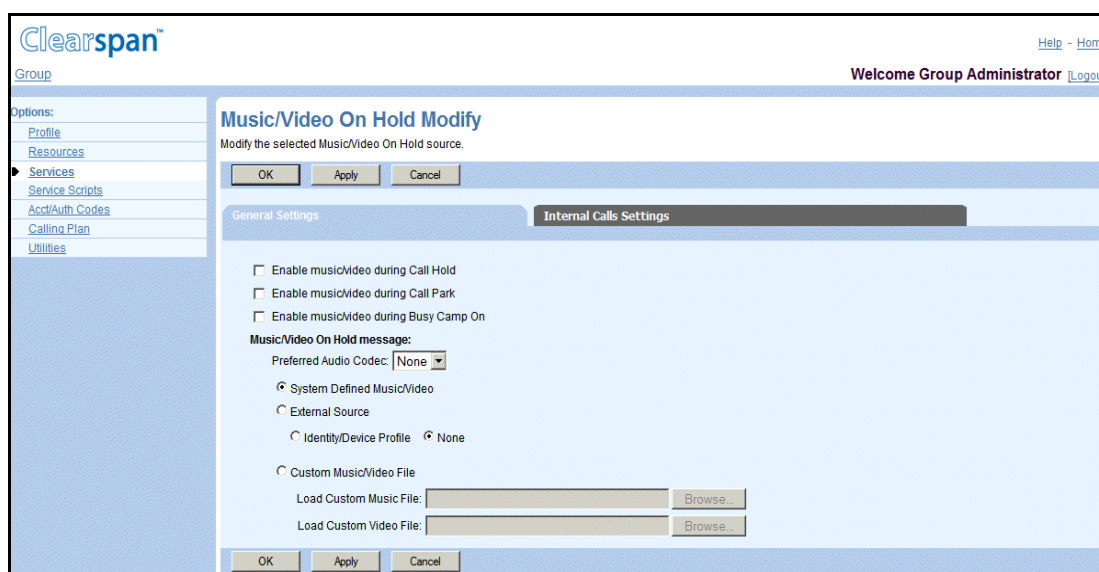 Clearspan™
Help - Hom
Group
Welcome Group Administrator [Logou
Options:
Profile
Resources
Services
Service Scripts
Acct/Auth Codes
Calling Plan
Utilities
Music/Video On Hold Modify
Modify the selected Music/Video On Hold source.
OK Apply Cancel
General Settings Internal Calls Settings
Enable music/video during Call Hold
Enable music/video during Call Park
Enable music/video during Busy Camp On
Music/Video On Hold message:
Preferred Audio Codec: None
System Defined Music/Video
External Source
Identity/Device Profile None
Custom Music/Video File
Load Custom Music File: Browse...
Load Custom Video File: Browse...
OK Apply Cancel